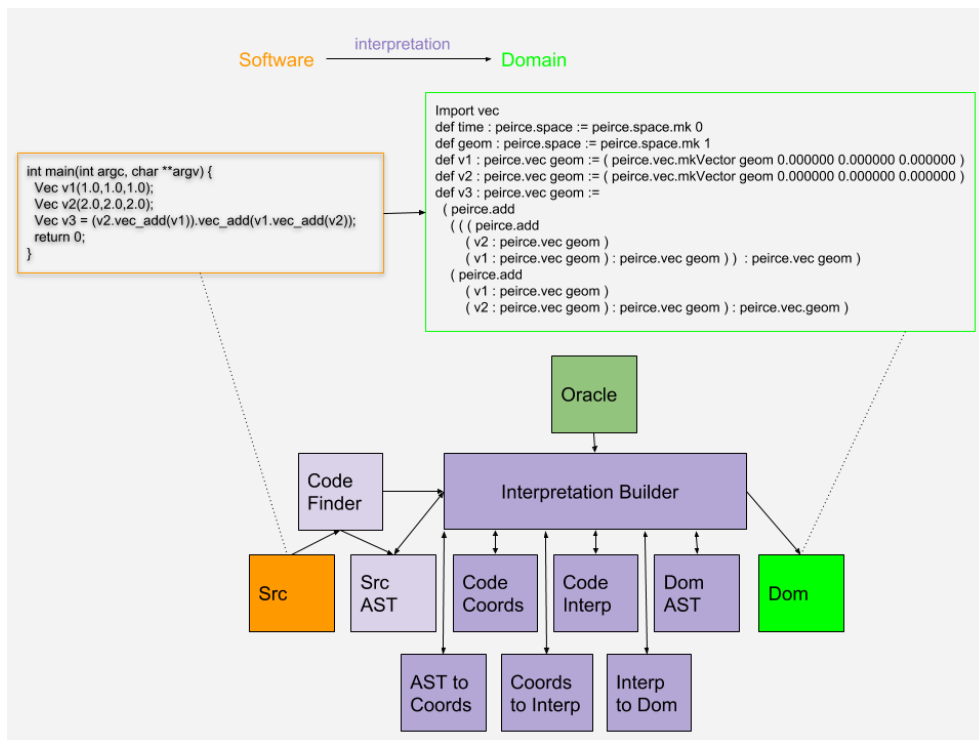 interpretation
Software
Domain
Import vec
def time : peirce.space := peirce.space.mk 0
def geom : peirce.space := peirce.space.mk 1
def v1 : peirce.vec geom := ( peirce.vec.mkVector geom 0.000000 0.000000 0.000000 )
def v2 : peirce.vec geom := ( peirce.vec.mkVector geom 0.000000 0.000000 0.000000 )
def v3 : peirce.vec geom :=
( peirce.add
( ( ( peirce.add
( v2 : peirce.vec geom )
( v1 : peirce.vec geom ) : peirce.vec geom ) ) : peirce.vec geom )
( peirce.add
( v1 : peirce.vec geom )
( v2 : peirce.vec geom ) : peirce.vec geom ) : peirce.vec.geom )
int main(int argc, char **argv) {
Vec v1(1.0,1.0,1.0);
Vec v2(2.0,2.0,2.0);
Vec v3 = (v2.vec_add(v1)).vec_add(v1.vec_add(v2));
return 0;
}
Oracle
Code
Finder
Interpretation Builder
Src
Src
AST
Code
Coords
Code
Interp
Dom
AST
Dom
AST to
Coords
Coords
to Interp
Interp
to Dom